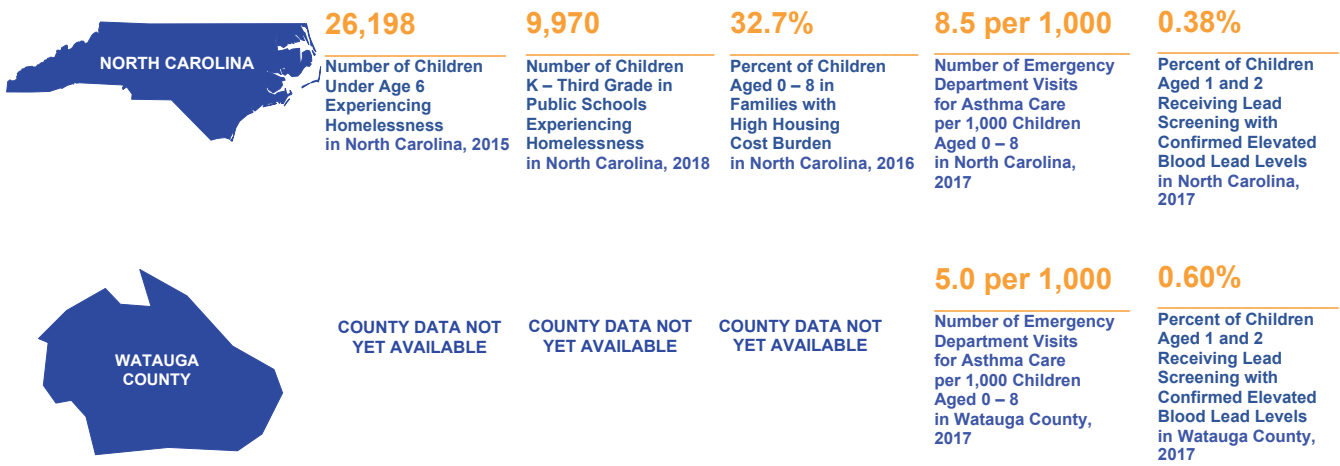 NORTH CAROLINA
26,198
Number of Children
Under Age 6
Experiencing
Homelessness
in North Carolina, 2015
9,970
Number of Children
K – Third Grade in
Public Schools
Experiencing
Homelessness
in North Carolina, 2018
32.7%
Percent of Children
Aged 0 – 8 in
Families with
High Housing
Cost Burden
in North Carolina, 2016
8.5 per 1,000
Number of Emergency
Department Visits
for Asthma Care
per 1,000 Children
Aged 0 – 8
in North Carolina,
2017
0.38%
Percent of Children
Aged 1 and 2
Receiving Lead
Screening with
Confirmed Elevated
Blood Lead Levels
in North Carolina,
2017
WATAUGA
COUNTY
COUNTY DATA NOT
YET AVAILABLE
COUNTY DATA NOT
YET AVAILABLE
COUNTY DATA NOT
YET AVAILABLE
5.0 per 1,000
Number of Emergency
Department Visits
for Asthma Care
per 1,000 Children
Aged 0 – 8
in Watauga County,
2017
0.60%
Percent of Children
Aged 1 and 2
Receiving Lead
Screening with
Confirmed Elevated
Blood Lead Levels
in Watauga County,
2017